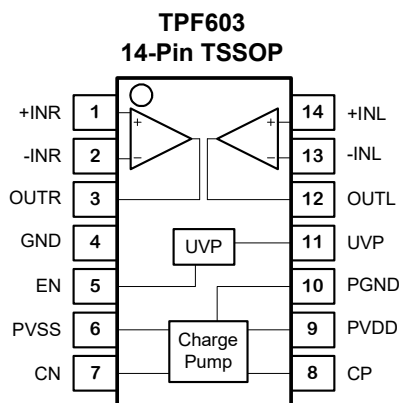 TPF603
14-Pin TSSOP
+INR 1 + + 14 +INL
-INR 2 − − 13 -INL
OUTR 3 12 OUTL
GND 4 UVP 11 UVP
EN 5 10 PGND
PVSS 6 Charge 9 PVDD
CN 7 Pump 8 CP